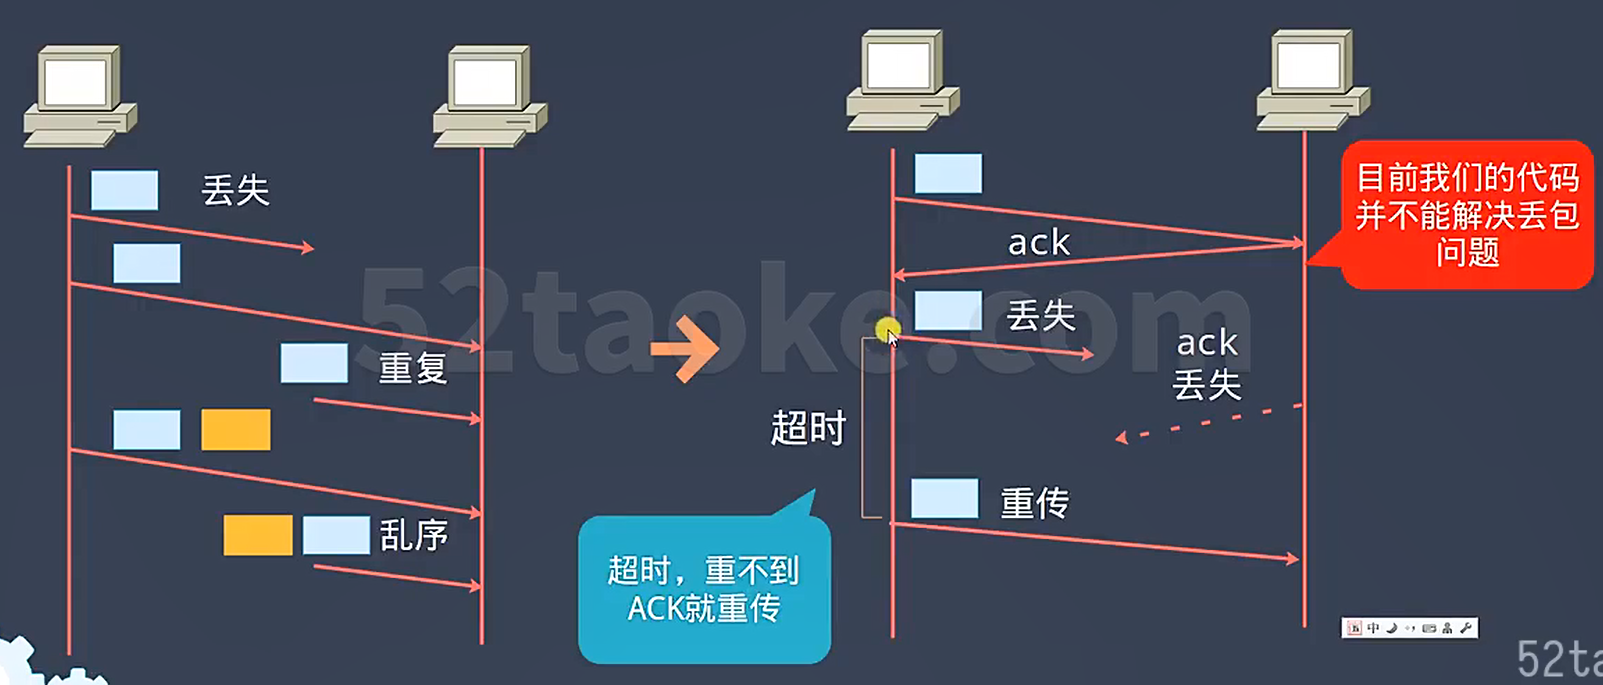 丢失
重复
乱序
超时，重不到
ACK就重传
超时
ack
丢失
ack
丢失
重传
目前我们的代码
并不能解决丢包
问题
中
52taoke.com
52ta